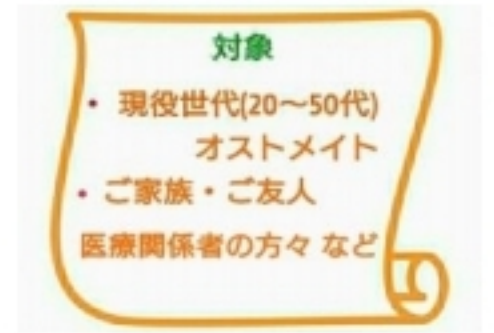 対象
・ 現役世代(20〜50代)
オストメイト
・ご家族・ご友人
医療関係者の方々 など